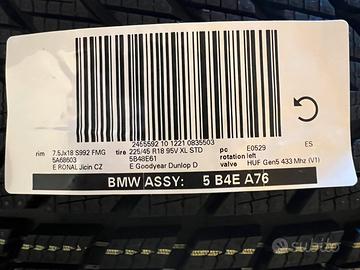 2455592 10 1221 0835503
rim 7.5Jx18 S992 FMG tire 225/45 R18 95V XL STD pc E0529 ES
5A68603 5B48E61 rotation left
E RONAL Jicin CZ E Goodyear Dunlop D valve HUF Gen5 433 Mhz (V1)
BMW ASSY: 5 B4E A76
subito